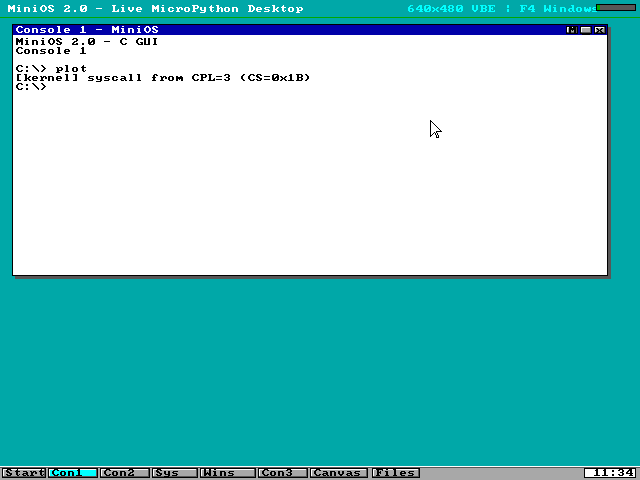 MiniOS 2.0 - Live MicroPython Desktop 640x480 VBE | F4 Windows
Console 1 - MiniOS M X
MiniOS 2.0 - C GUI
Console 1
C:\> plot
[kernel] syscall from CPL=3 (CS=0x1B)
C:\>
Start Con1 Con2 Sys Wins Con3 Canvas Files 11:34